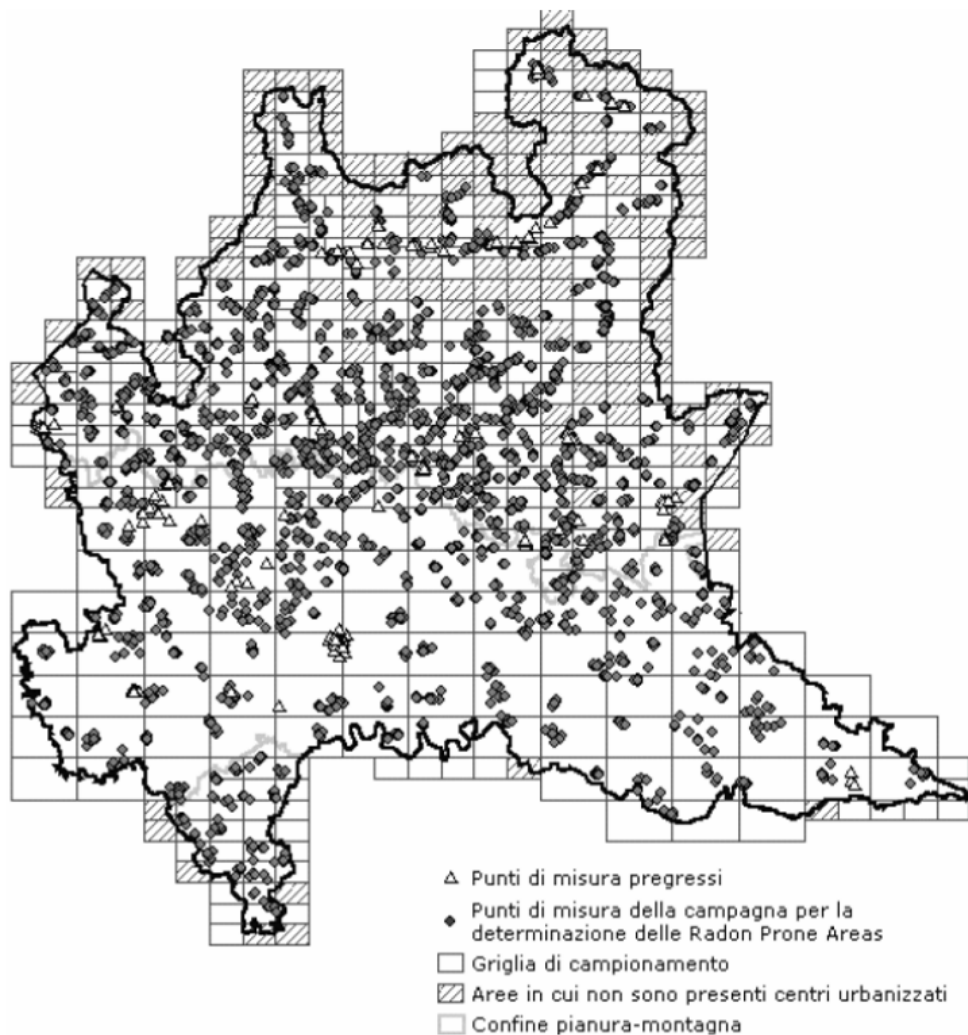 Punti di misura pregressi
Punti di misura della campagna per la
determinazione delle Radon Prone Areas
Griglia di campionamento
Aree in cui non sono presenti centri urbanizzati
Confine pianura-montagna